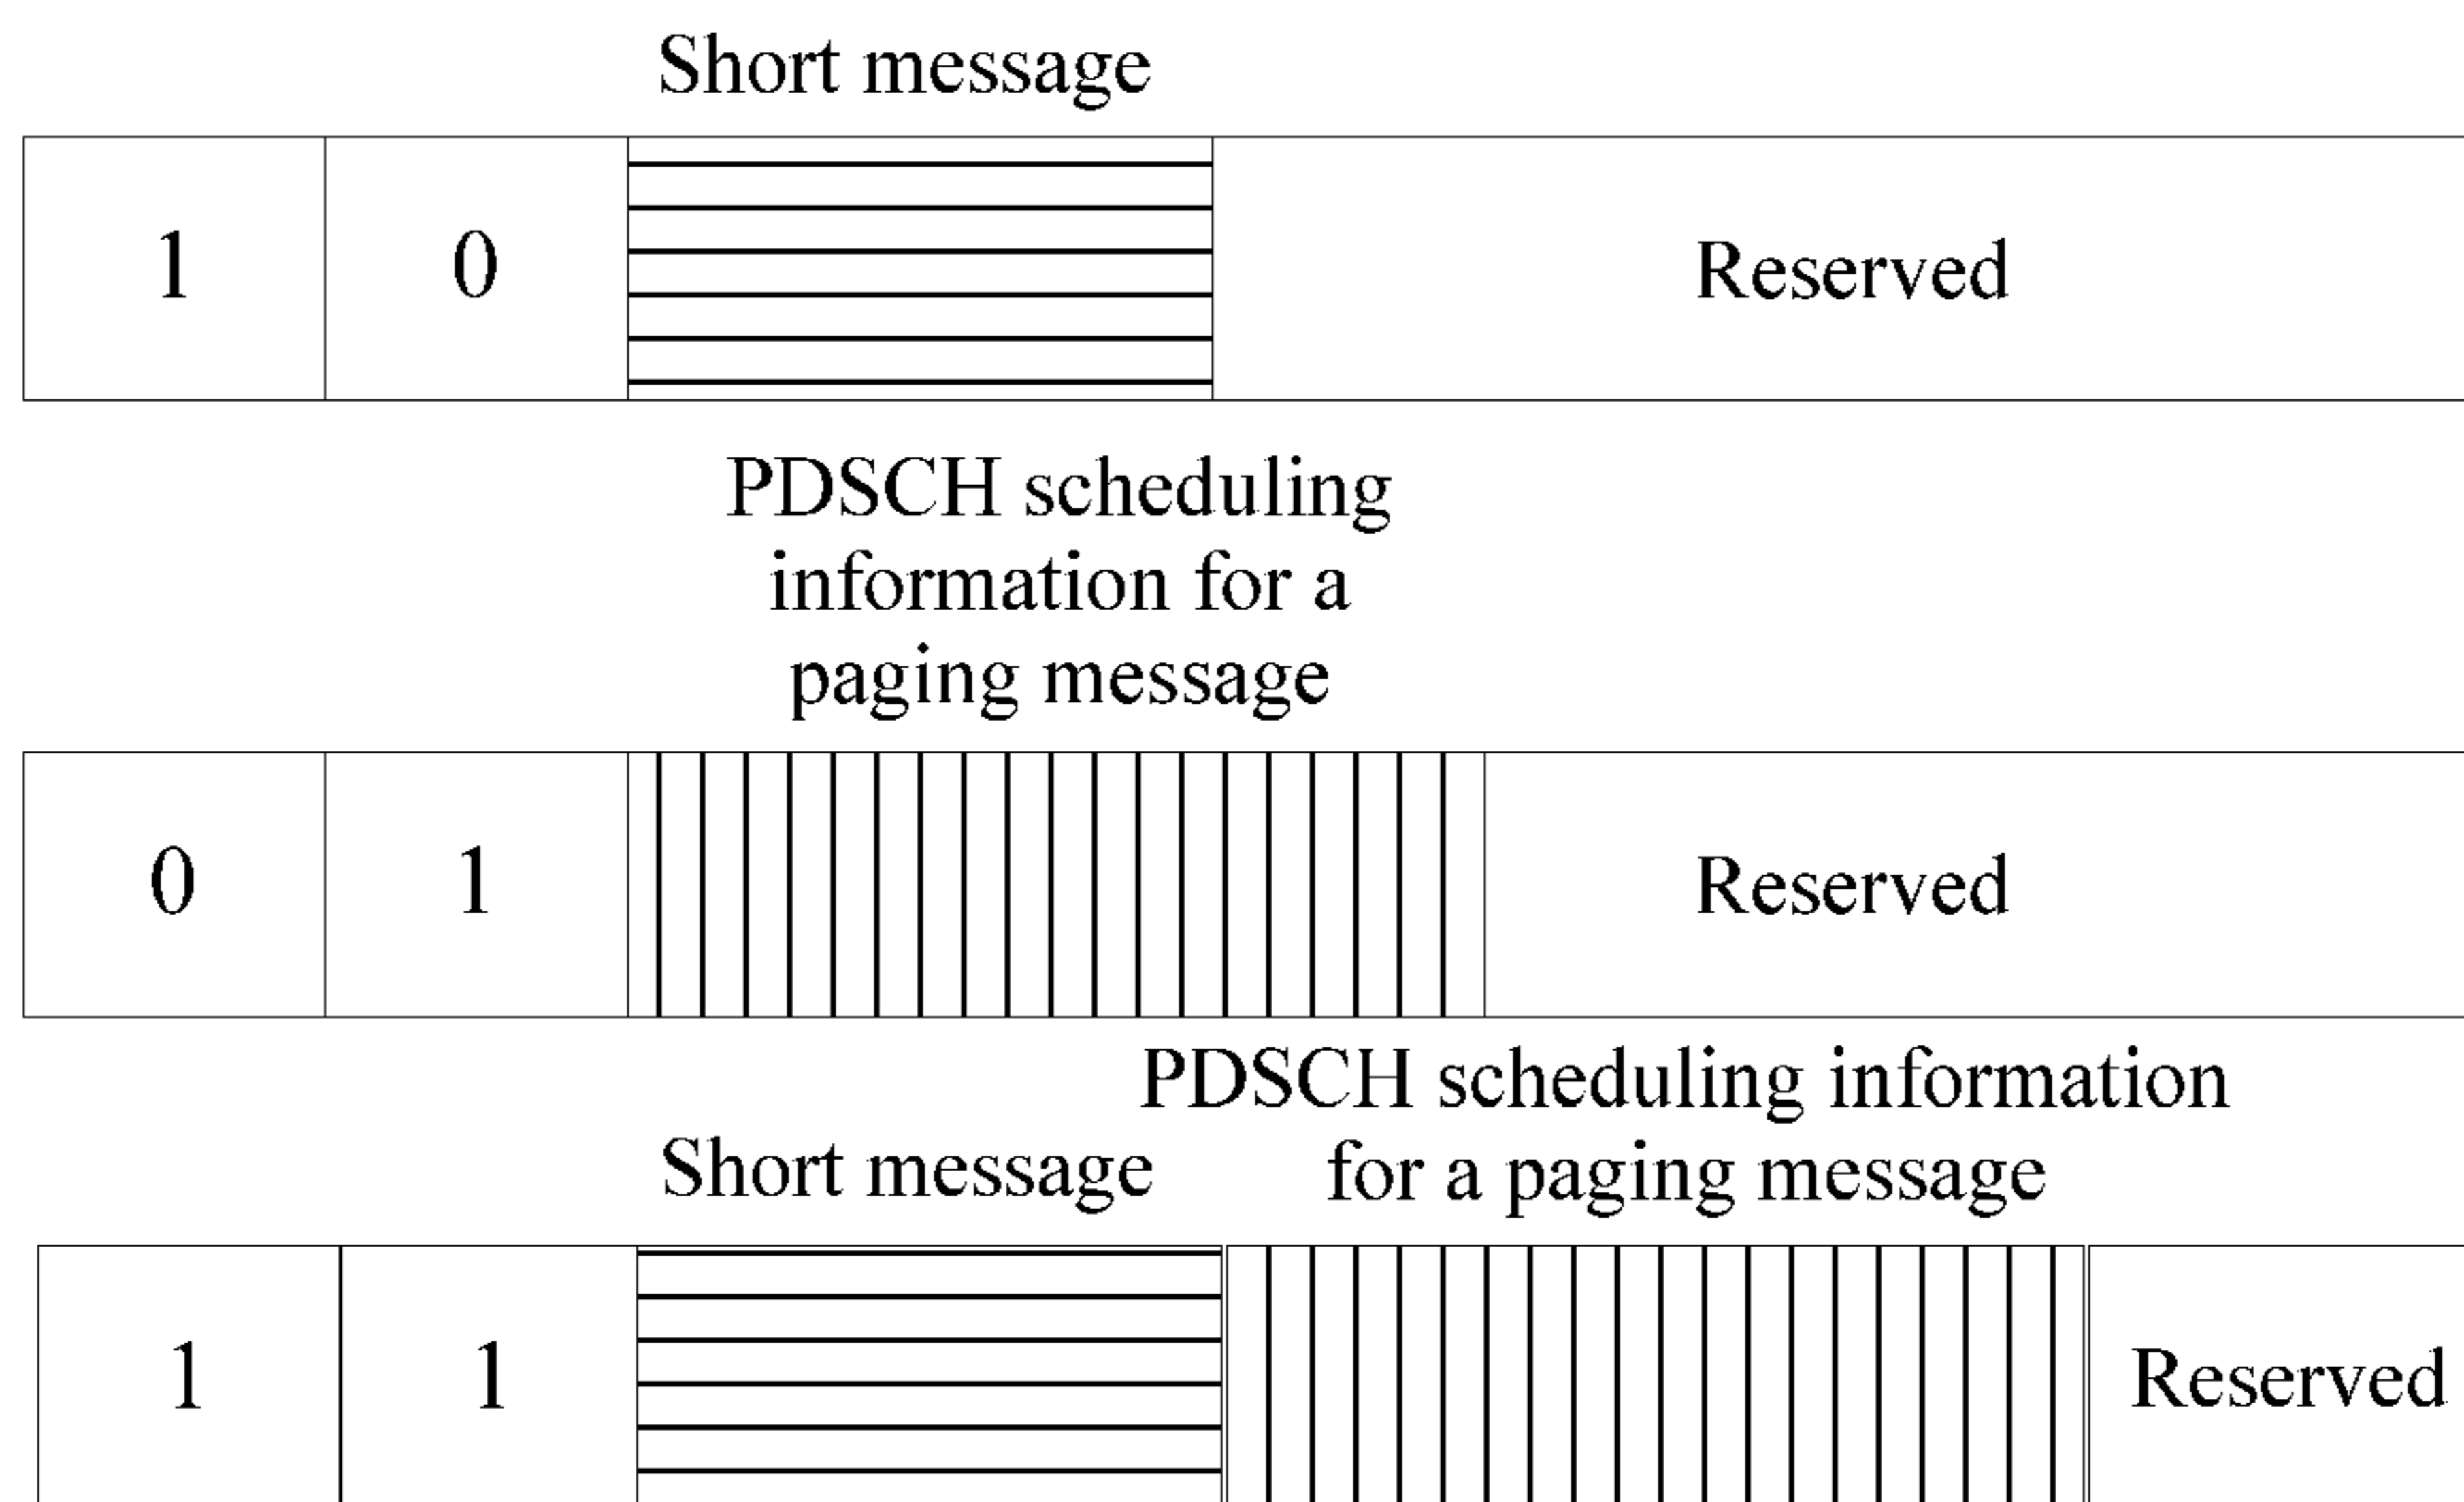 Short message
1 0 Reserved
PDSCH scheduling
information for a
paging message
0 1 Reserved
PDSCH scheduling information
for a paging message
Short message
1 1 Reserved